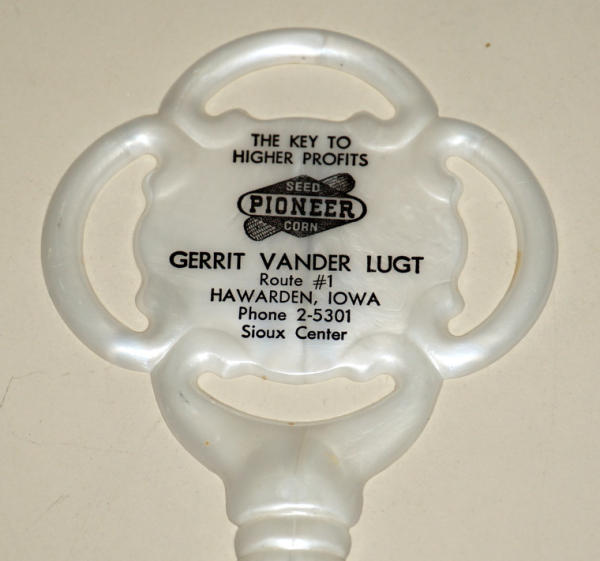 THE KEY TO
HIGHER PROFITS
SEED
PIONEER
CORN
GERRIT VANDER LUGT
Route #1
HAWARDEN, IOWA
Phone 2-5301
Sioux Center